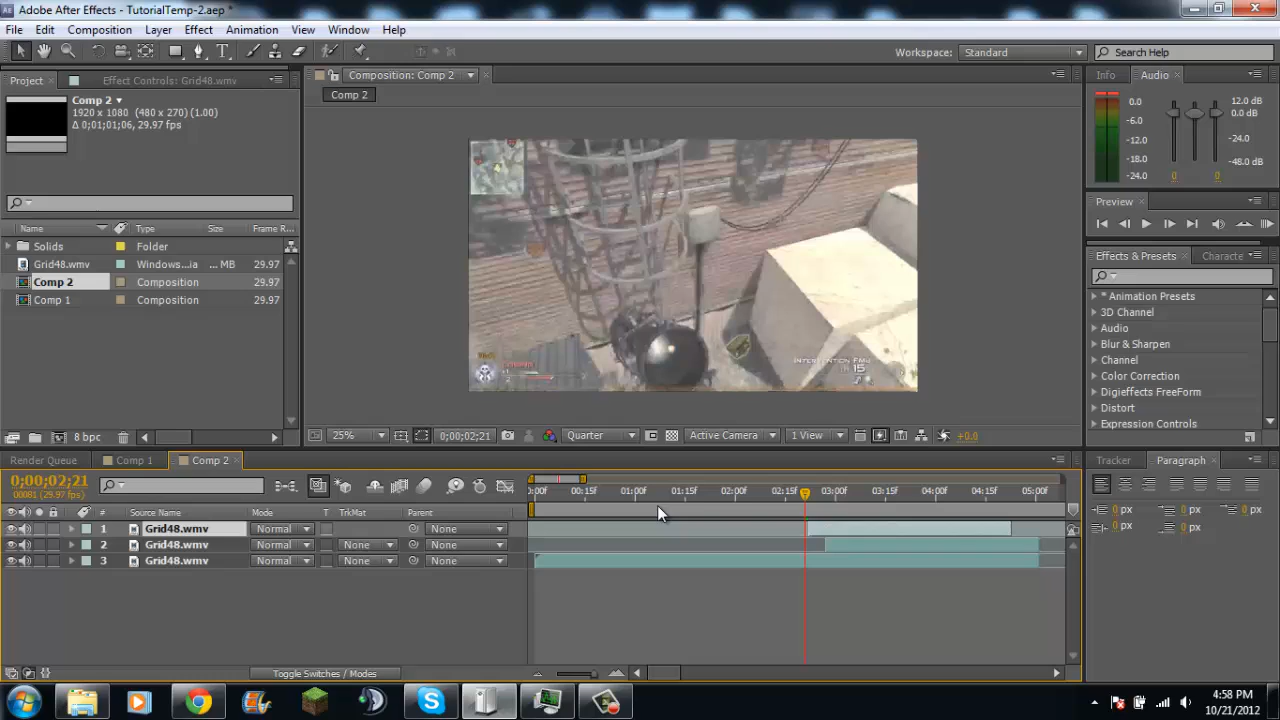 Adobe After Effects - TutorialTemp-2.aep *
File Edit Composition Layer Effect Animation View Window Help
Workspace: Standard Search Help
Project Effect Controls: Grid48.wmv
Composition: Comp 2
Info Audio
Comp 2
1920 x 1080 (480 x 270) (1.00)
Δ 0;01;01;06, 29.97 fps
Comp 2
0.0
-6.0
-12.0
-18.0
-24.0
12.0 dB
0.0 dB
-24.0
-48.0 dB
0 0
Preview
Name Type Size Frame R...
Solids Folder
Grid48.wmv Windows...ia ... MB 29.97
Comp 2 Composition 29.97
Comp 1 Composition 29.97
Effects & Presets Characte
* Animation Presets
3D Channel
Audio
Blur & Sharpen
Channel
Color Correction
Digieffects FreeForm
Distort
Expression Controls
15
8 bpc
25% 0;00;02;21 Quarter Active Camera 1 View +0.0
Render Queue Comp 1 Comp 2
Tracker Paragraph
0;00;02;21
00081 (29.97 fps)
:00f 00:15f 01:00f 01:15f 02:00f 02:15f 03:00f 03:15f 04:00f 04:15f 05:00f
# Source Name Mode T TrkMat Parent
1 Grid48.wmv Normal None
2 Grid48.wmv Normal None None
3 Grid48.wmv Normal None None
0 px 0 px 0 px
0 px 0 px
Toggle Switches / Modes
4:58 PM
10/21/2012